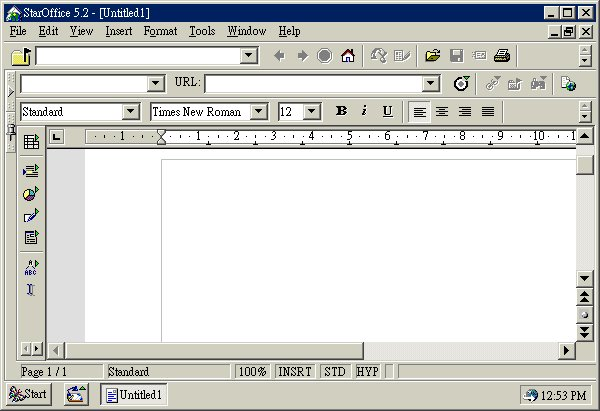 StarOffice 5.2 - [Untitled1]
File Edit View Insert Format Tools Window Help
URL:
Standard Times New Roman 12 B i U
1 1 2 3 4 5 6 7 8 9 10 1
A
ABC
Page 1 / 1 Standard 100% INSRT STD HYP
Start Untitled1 12:53 PM